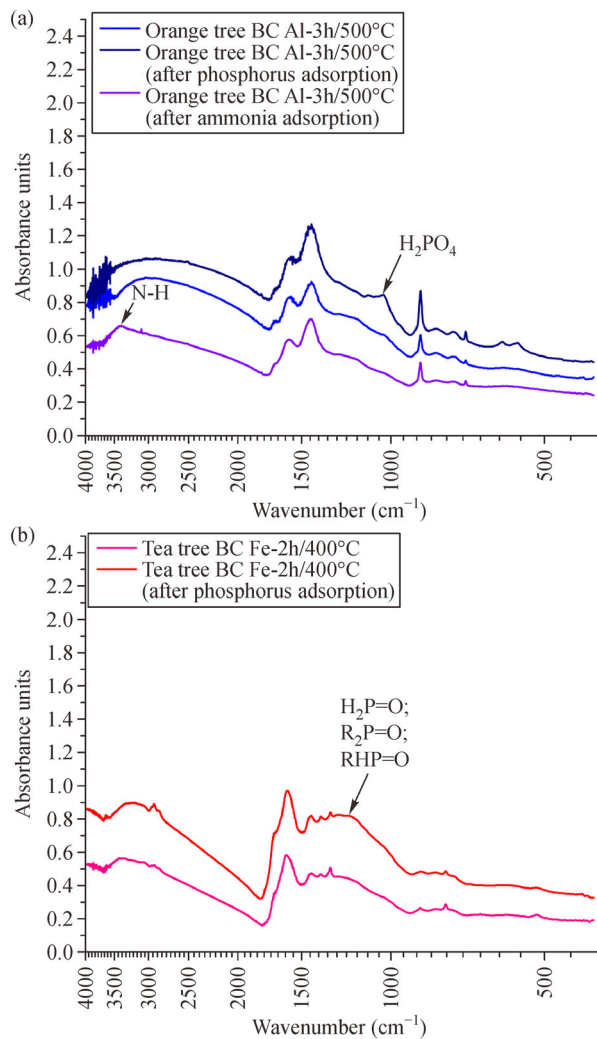 (a)
Orange tree BC Al-3h/500°C
Orange tree BC Al-3h/500°C
(after phosphorus adsorption)
Orange tree BC Al-3h/500°C
(after ammonia adsorption)
2.4
2.2
2.0
1.8
1.6
1.4
1.2
1.0
0.8
0.6
0.4
0.2
0.0
Absorbance units
H₂PO₄
N-H
4000
3500
3000
2500
2000
1500
1000
500
Wavenumber (cm⁻¹)
(b)
Tea tree BC Fe-2h/400°C
Tea tree BC Fe-2h/400°C
(after phosphorus adsorption)
2.4
2.2
2.0
1.8
1.6
1.4
1.2
1.0
0.8
0.6
0.4
0.2
0.0
Absorbance units
H₂P=O;
R₂P=O;
RHP=O
4000
3500
3000
2500
2000
1500
1000
500
Wavenumber (cm⁻¹)